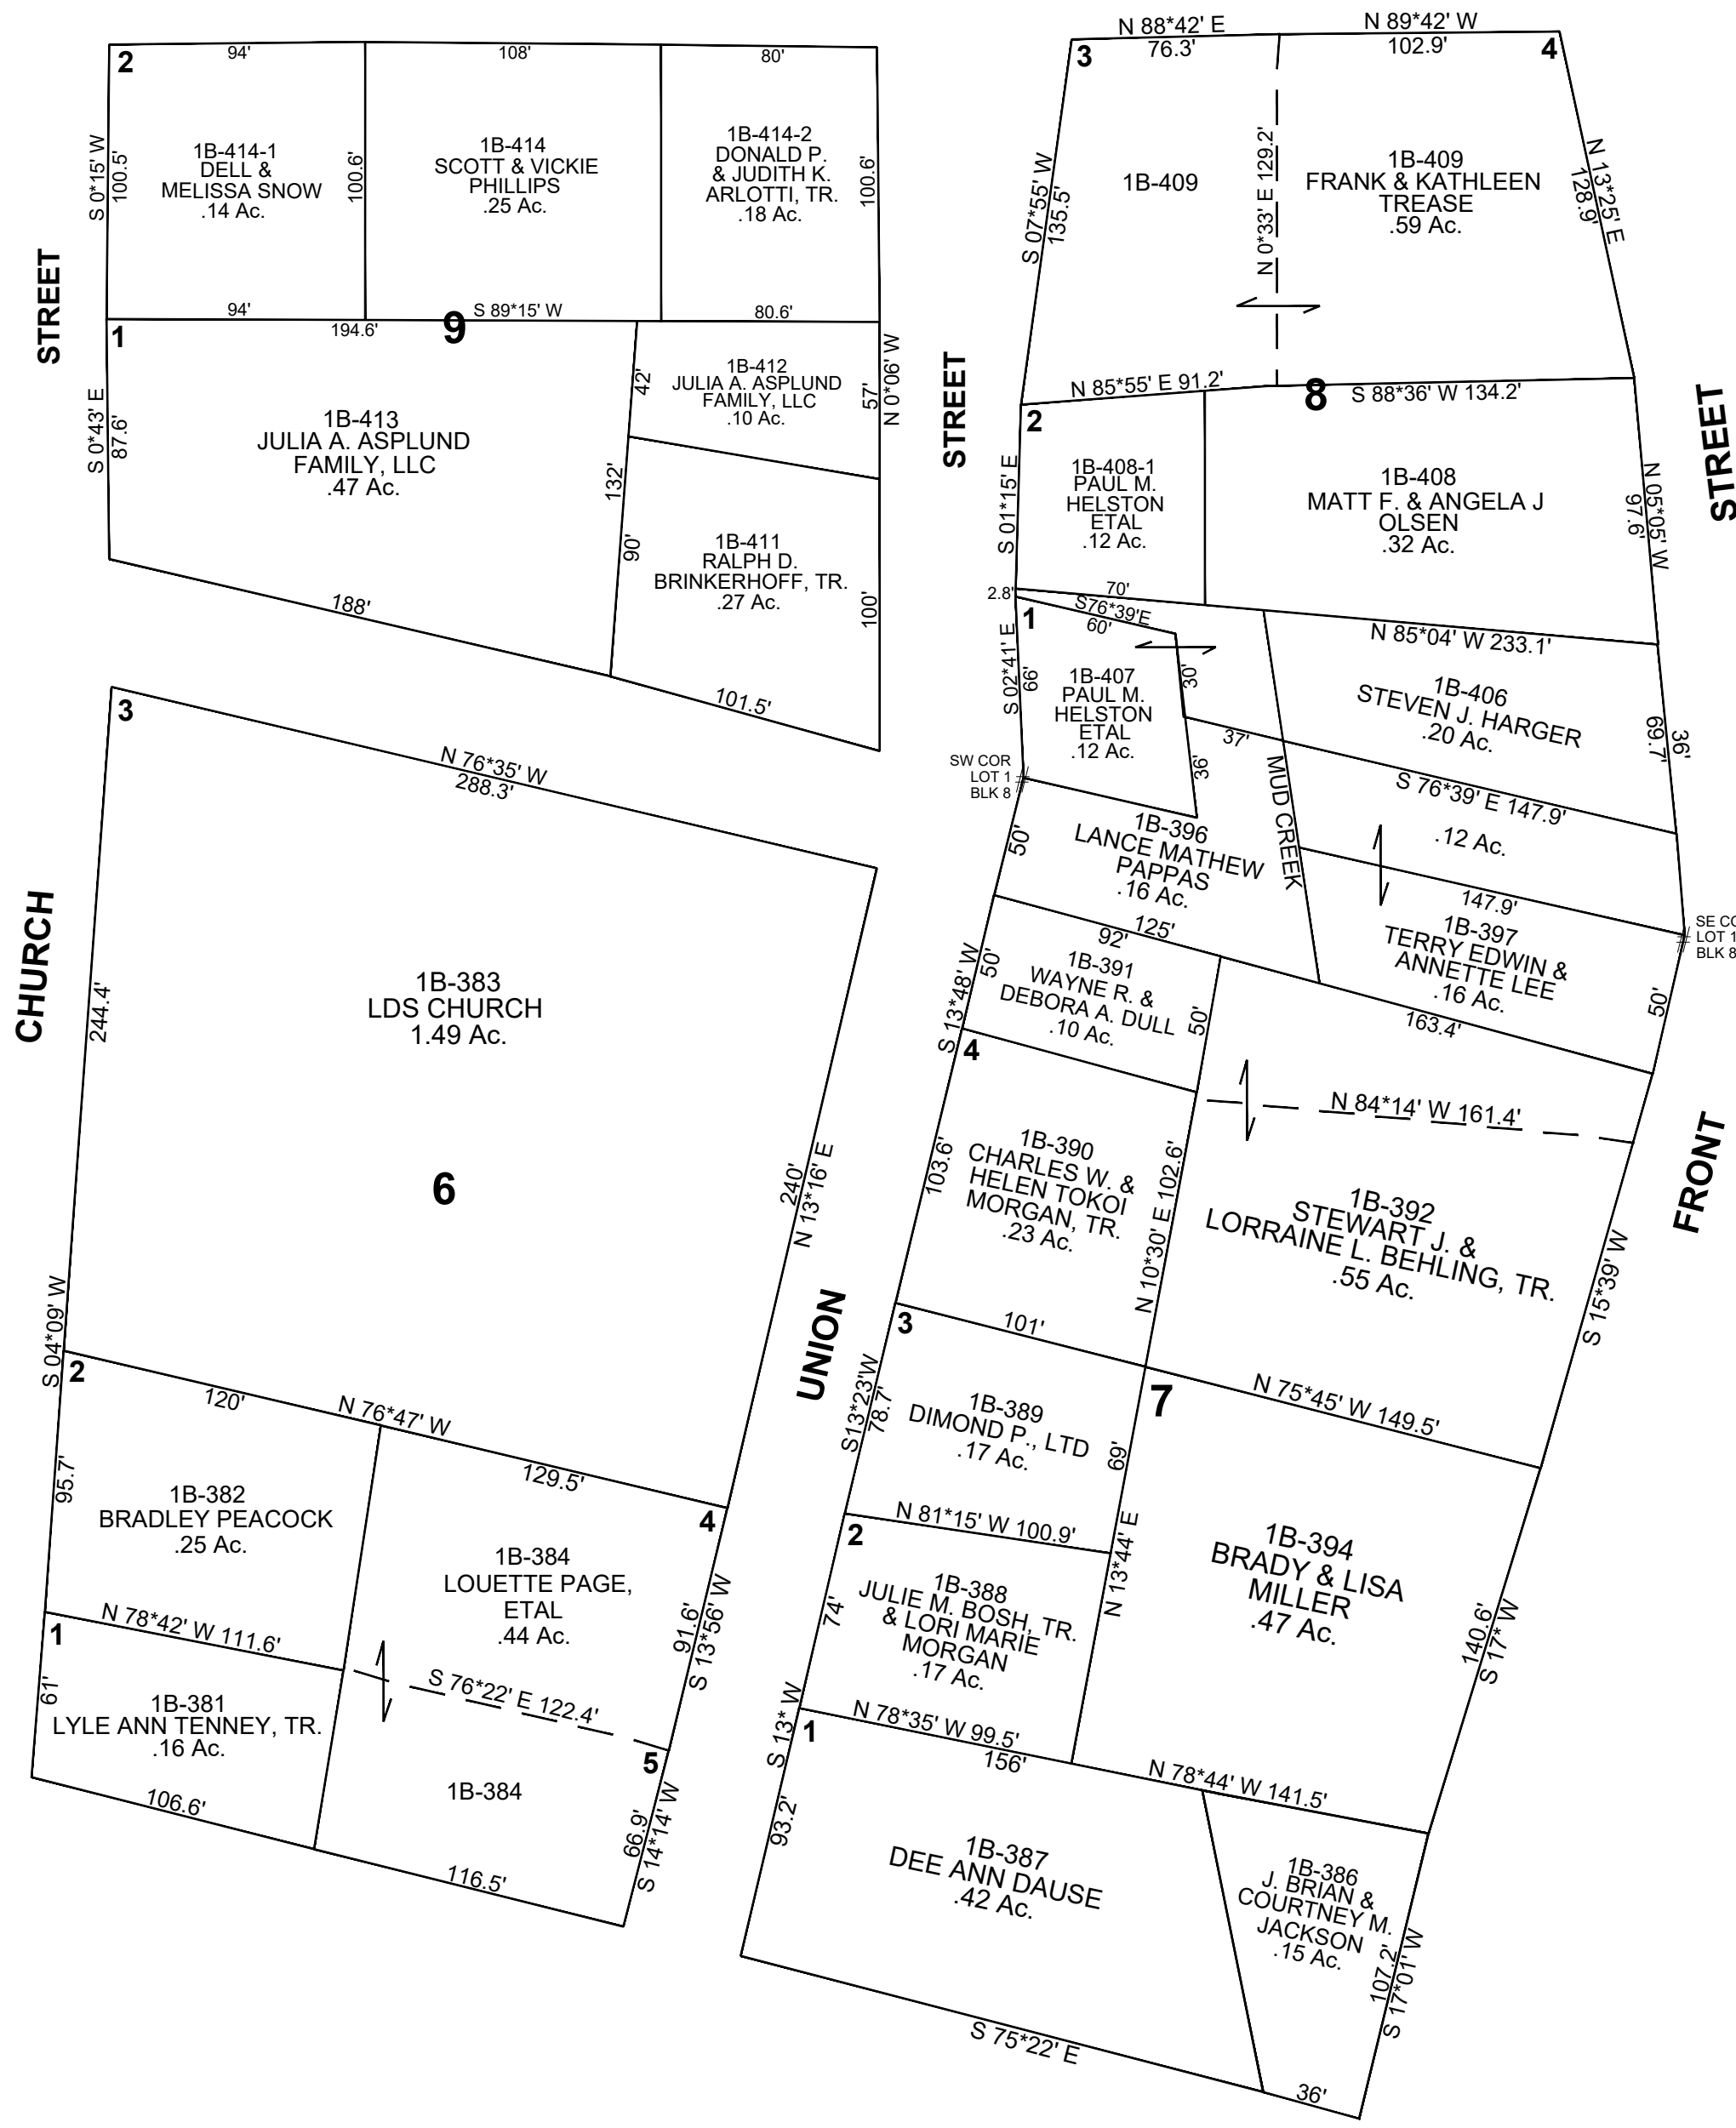 2
94'
108'
80'
S 0*15' W
100.5'
1B-414-1
DELL &
MELISSA SNOW
.14 Ac.
100.6'
1B-414
SCOTT & VICKIE
PHILLIPS
.25 Ac.
1B-414-2
DONALD P.
& JUDITH K.
ARLOTTI, TR.
.18 Ac.
100.6'
STREET
94'
S 89*15' W
80.6'
1
194.6'
9
S 0*43' E
87.6'
1B-413
JULIA A. ASPLUND
FAMILY, LLC
.47 Ac.
42'
132'
90'
1B-412
JULIA A. ASPLUND
FAMILY, LLC
.10 Ac.
57'
N 0*06' W
1B-411
RALPH D.
BRINKERHOFF, TR.
.27 Ac.
100'
188'
101.5'
N 88*42' E
76.3'
N 89*42' W
102.9'
3
4
S 07*55' W
135.5'
1B-409
N 0*33' E 129.2'
1B-409
FRANK & KATHLEEN
TREASE
.59 Ac.
N 13*25' E
128.9'
STREET
STREET
N 85*55' E 91.2'
8
S 88*36' W 134.2'
2
S 01*15' E
1B-408-1
PAUL M.
HELSTON
ETAL
.12 Ac.
1B-408
MATT F. & ANGELA J
OLSEN
.32 Ac.
N 05*05' W
97.6'
2.8'
70'
S76*39'E
60'
1
N 85*04' W 233.1'
S 02*41' E
66'
1B-407
PAUL M.
HELSTON
ETAL
.12 Ac.
30'
37'
36'
MUD CREEK
1B-406
STEVEN J. HARGER
.20 Ac.
69.7'
36'
S 76*39' E 147.9'
.12 Ac.
SW COR
LOT 1
BLK 8
50'
1B-396
LANCE MATHEW
PAPPAS
.16 Ac.
147.9'
1B-397
TERRY EDWIN &
ANNETTE LEE
.16 Ac.
SE CO
LOT 1
BLK 8
50'
125'
92'
163.4'
S 13*48' W
50'
1B-391
WAYNE R. &
DEBORA A. DULL
.10 Ac.
50'
4
N 84*14' W 161.4'
103.6'
1B-390
CHARLES W. &
HELEN TOKOI
MORGAN, TR.
.23 Ac.
N 10*30' E 102.6'
1B-392
STEWART J. &
LORRAINE L. BEHLING, TR.
.55 Ac.
S 15*39' W
FRONT
3
101'
7
N 75*45' W 149.5'
S13*23'W
78.7'
1B-389
DIMOND P., LTD
.17 Ac.
69'
N 81*15' W 100.9'
2
74'
1B-388
JULIE M. BOSH, TR.
& LORI MARIE
MORGAN
.17 Ac.
N 13*44' E
1B-394
BRADY & LISA
MILLER
.47 Ac.
140.6'
S 17* W
S 13* W
1
N 78*35' W 99.5'
156'
N 78*44' W 141.5'
93.2'
1B-387
DEE ANN DAUSE
.42 Ac.
1B-386
J. BRIAN &
COURTNEY M.
JACKSON
.15 Ac.
107.2'
S 17*01' W
S 75*22' E
36'
3
N 76*35' W
288.3'
CHURCH
244.4'
1B-383
LDS CHURCH
1.49 Ac.
6
240'
N 13*16' E
UNION
S 04*09' W
2
120'
N 76*47' W
129.5'
95.7'
1B-382
BRADLEY PEACOCK
.25 Ac.
4
1B-384
LOUETTE PAGE,
ETAL
.44 Ac.
91.6'
S 13*56' W
1
N 78*42' W 111.6'
61'
1B-381
LYLE ANN TENNEY, TR.
.16 Ac.
S 76*22' E 122.4'
5
1B-384
66.9'
S 14*14' W
106.6'
116.5'